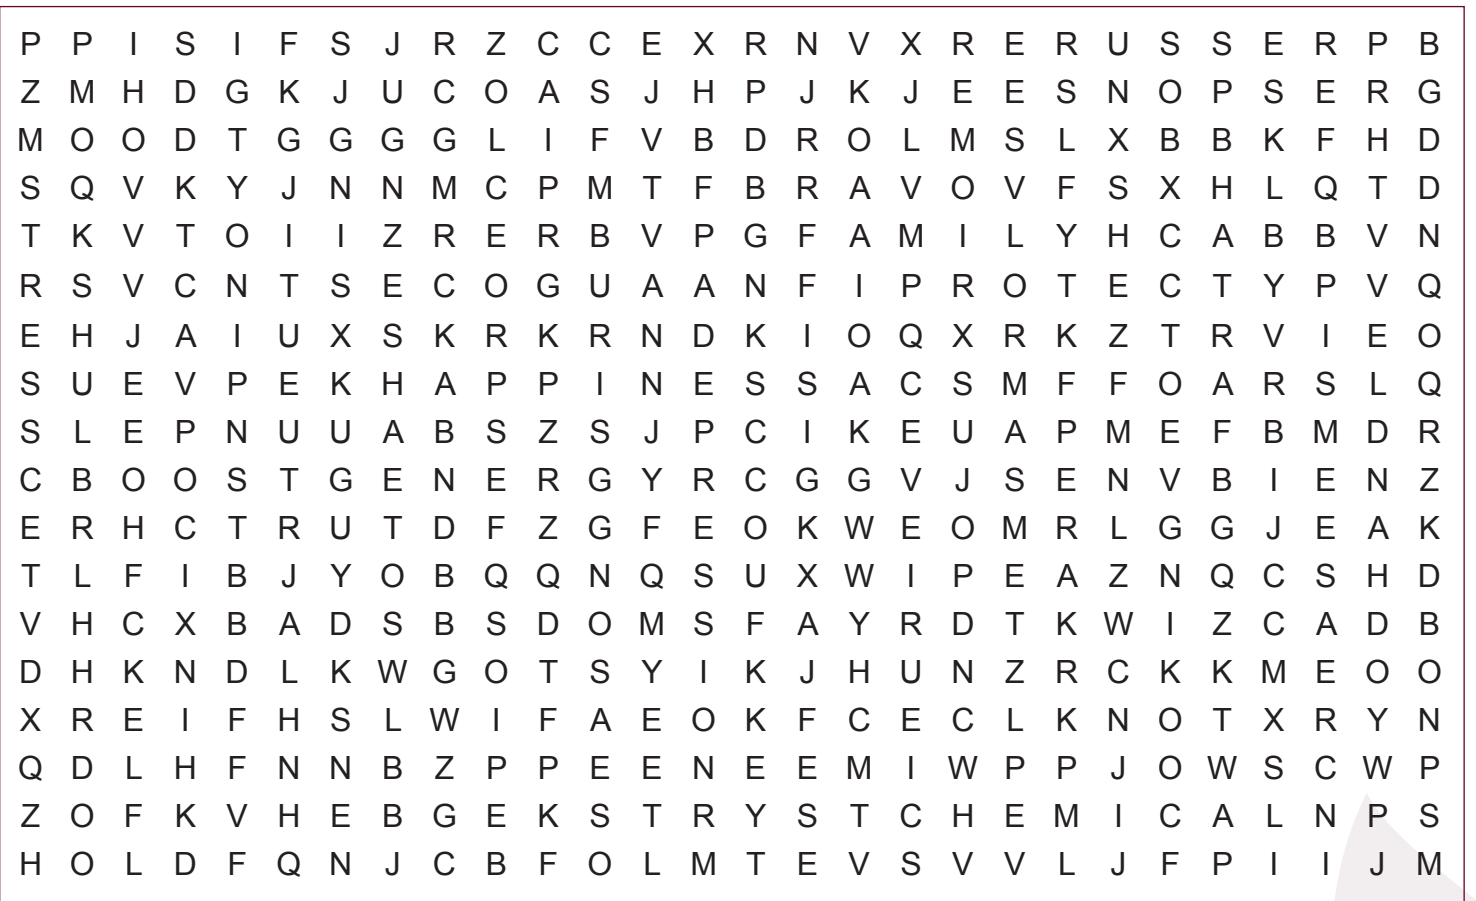 P P I S I F S J R Z C C E X R N V X R E R U S S E R P B
Z M H D G K J U C O A S J H P J K J E E S N O P S E R G
M O O D T G G G G L I F V B D R O L M S L X B B K F H D
S Q V K Y J N N M C P M T F B R A V O V F S X H L Q T D
T K V T O I I Z R E R B V P G F A M I L Y H C A B B V N
R S V C N T S E C O G U A A N F I P R O T E C T Y P V Q
E H J A I U X S K R K R N D K I O Q X R K Z T R V I E O
S U E V P E K H A P P I N E S S A C S M F F O A R S L Q
S L E P N U U A B S Z S J P C I K E U A P M E F B M D R
C B O O S T G E N E R G Y R C G G V J S E N V B I E N Z
E R H C T R U T D F Z G F E O K W E O M R L G G J E A K
T L F I B J Y O B Q Q N Q S U X W I P E A Z N Q C S H D
V H C X B A D S B S D O M S F A Y R D T K W I Z C A D B
D H K N D L K W G O T S Y I K J H U N Z R C K K M E O O
X R E I F H S L W I F A E O K F C E C L K N O T X R Y N
Q D L H F N N B Z P P E E N E E M I W P P J O W S C W P
Z O F K V H E B G E K S T R Y S T C H E M I C A L N P S
H O L D F Q N J C B F O L M T E V S V V L J F P I I J M